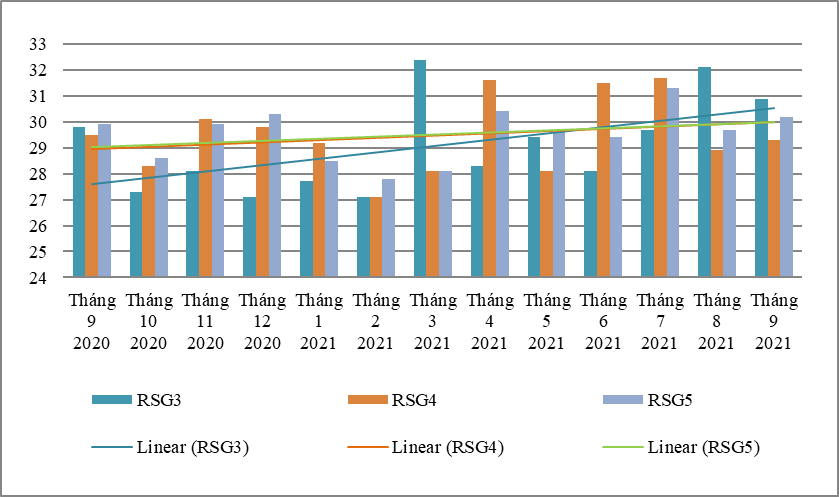 33
32
31
30
29
28
27
26
25
24
Tháng Tháng Tháng Tháng Tháng Tháng Tháng Tháng Tháng Tháng Tháng Tháng Tháng
9 10 11 12 1 2 3 4 5 6 7 8 9
2020 2020 2020 2020 2021 2021 2021 2021 2021 2021 2021 2021 2021
RSG3 RSG4 RSG5
Linear (RSG3) Linear (RSG4) Linear (RSG5)